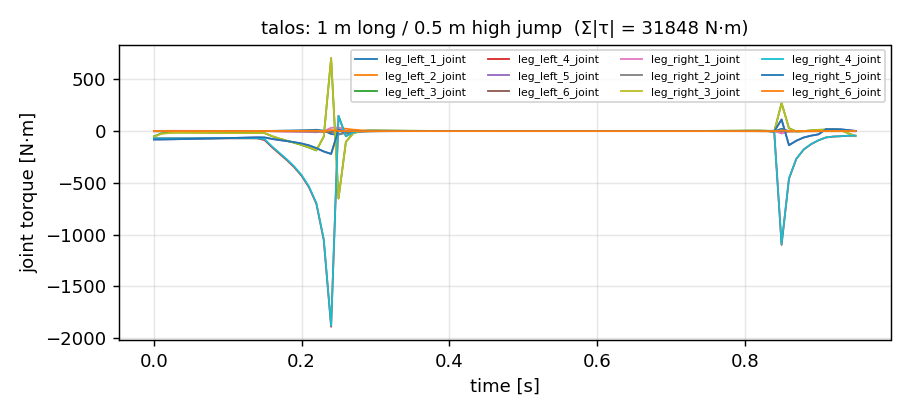 talos: 1 m long / 0.5 m high jump  (Σ|τ| = 31848 N·m)
leg_left_1_joint leg_left_4_joint leg_right_1_joint leg_right_4_joint
leg_left_2_joint leg_left_5_joint leg_right_2_joint leg_right_5_joint
leg_left_3_joint leg_left_6_joint leg_right_3_joint leg_right_6_joint
500
0
−500
−1000
−1500
−2000
joint torque [N·m]
0.0 0.2 0.4 0.6 0.8
time [s]